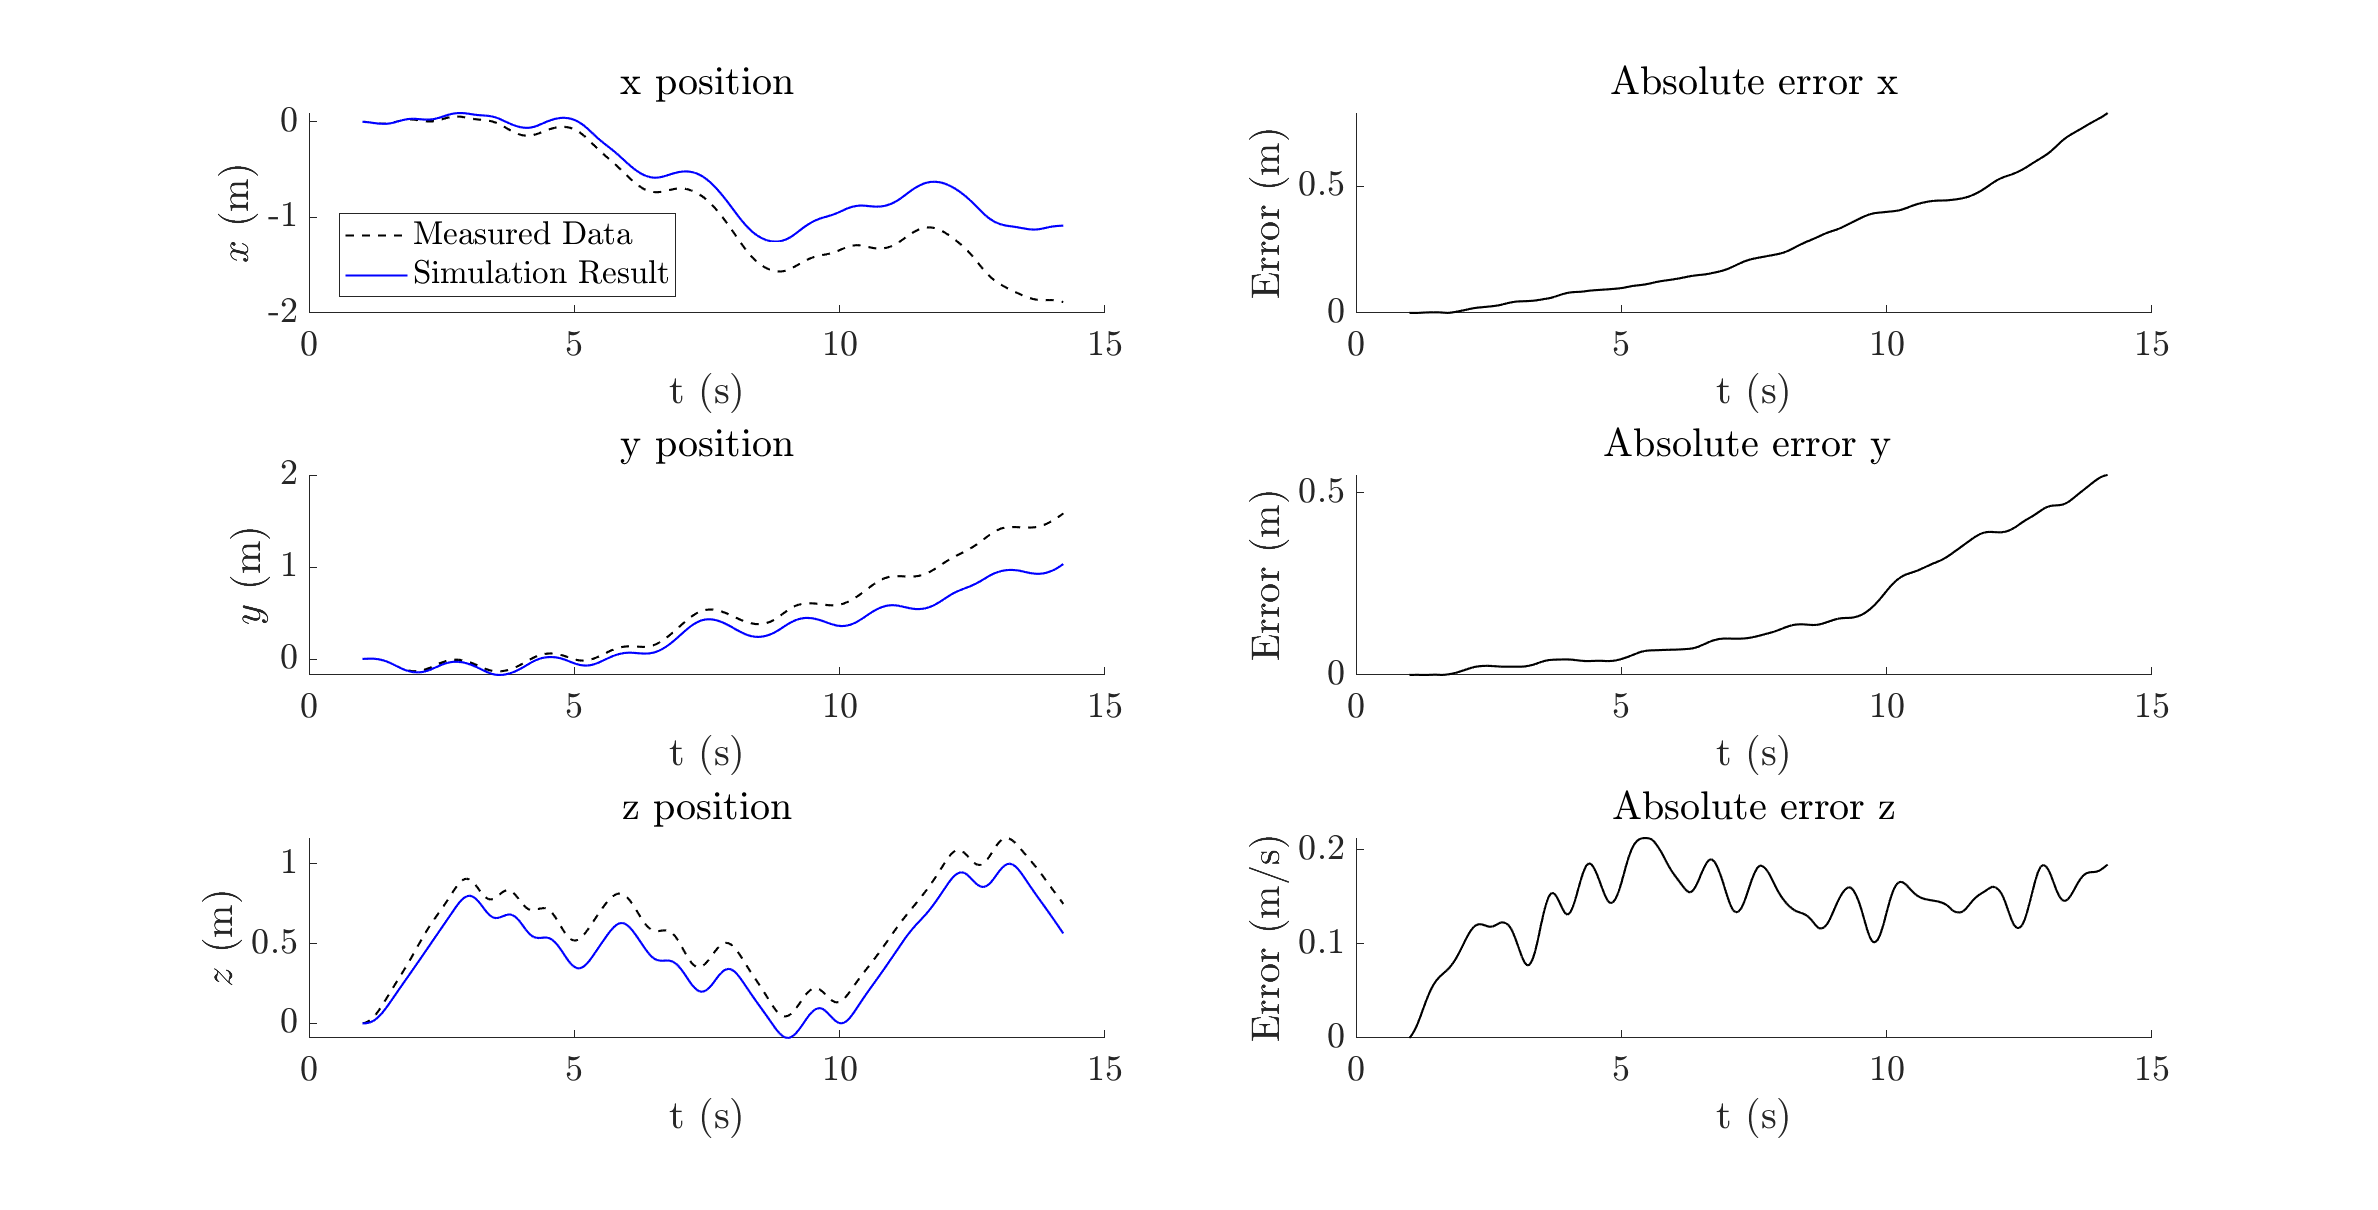 x position
0
-1
-2
x (m)
Measured Data
Simulation Result
0 5 10 15
t (s)
Absolute error x
0.5
0
Error (m)
0 5 10 15
t (s)
y position
2
1
0
y (m)
0 5 10 15
t (s)
Absolute error y
0.5
0
Error (m)
0 5 10 15
t (s)
z position
1
0.5
0
z (m)
0 5 10 15
t (s)
Absolute error z
0.2
0.1
0
Error (m/s)
0 5 10 15
t (s)